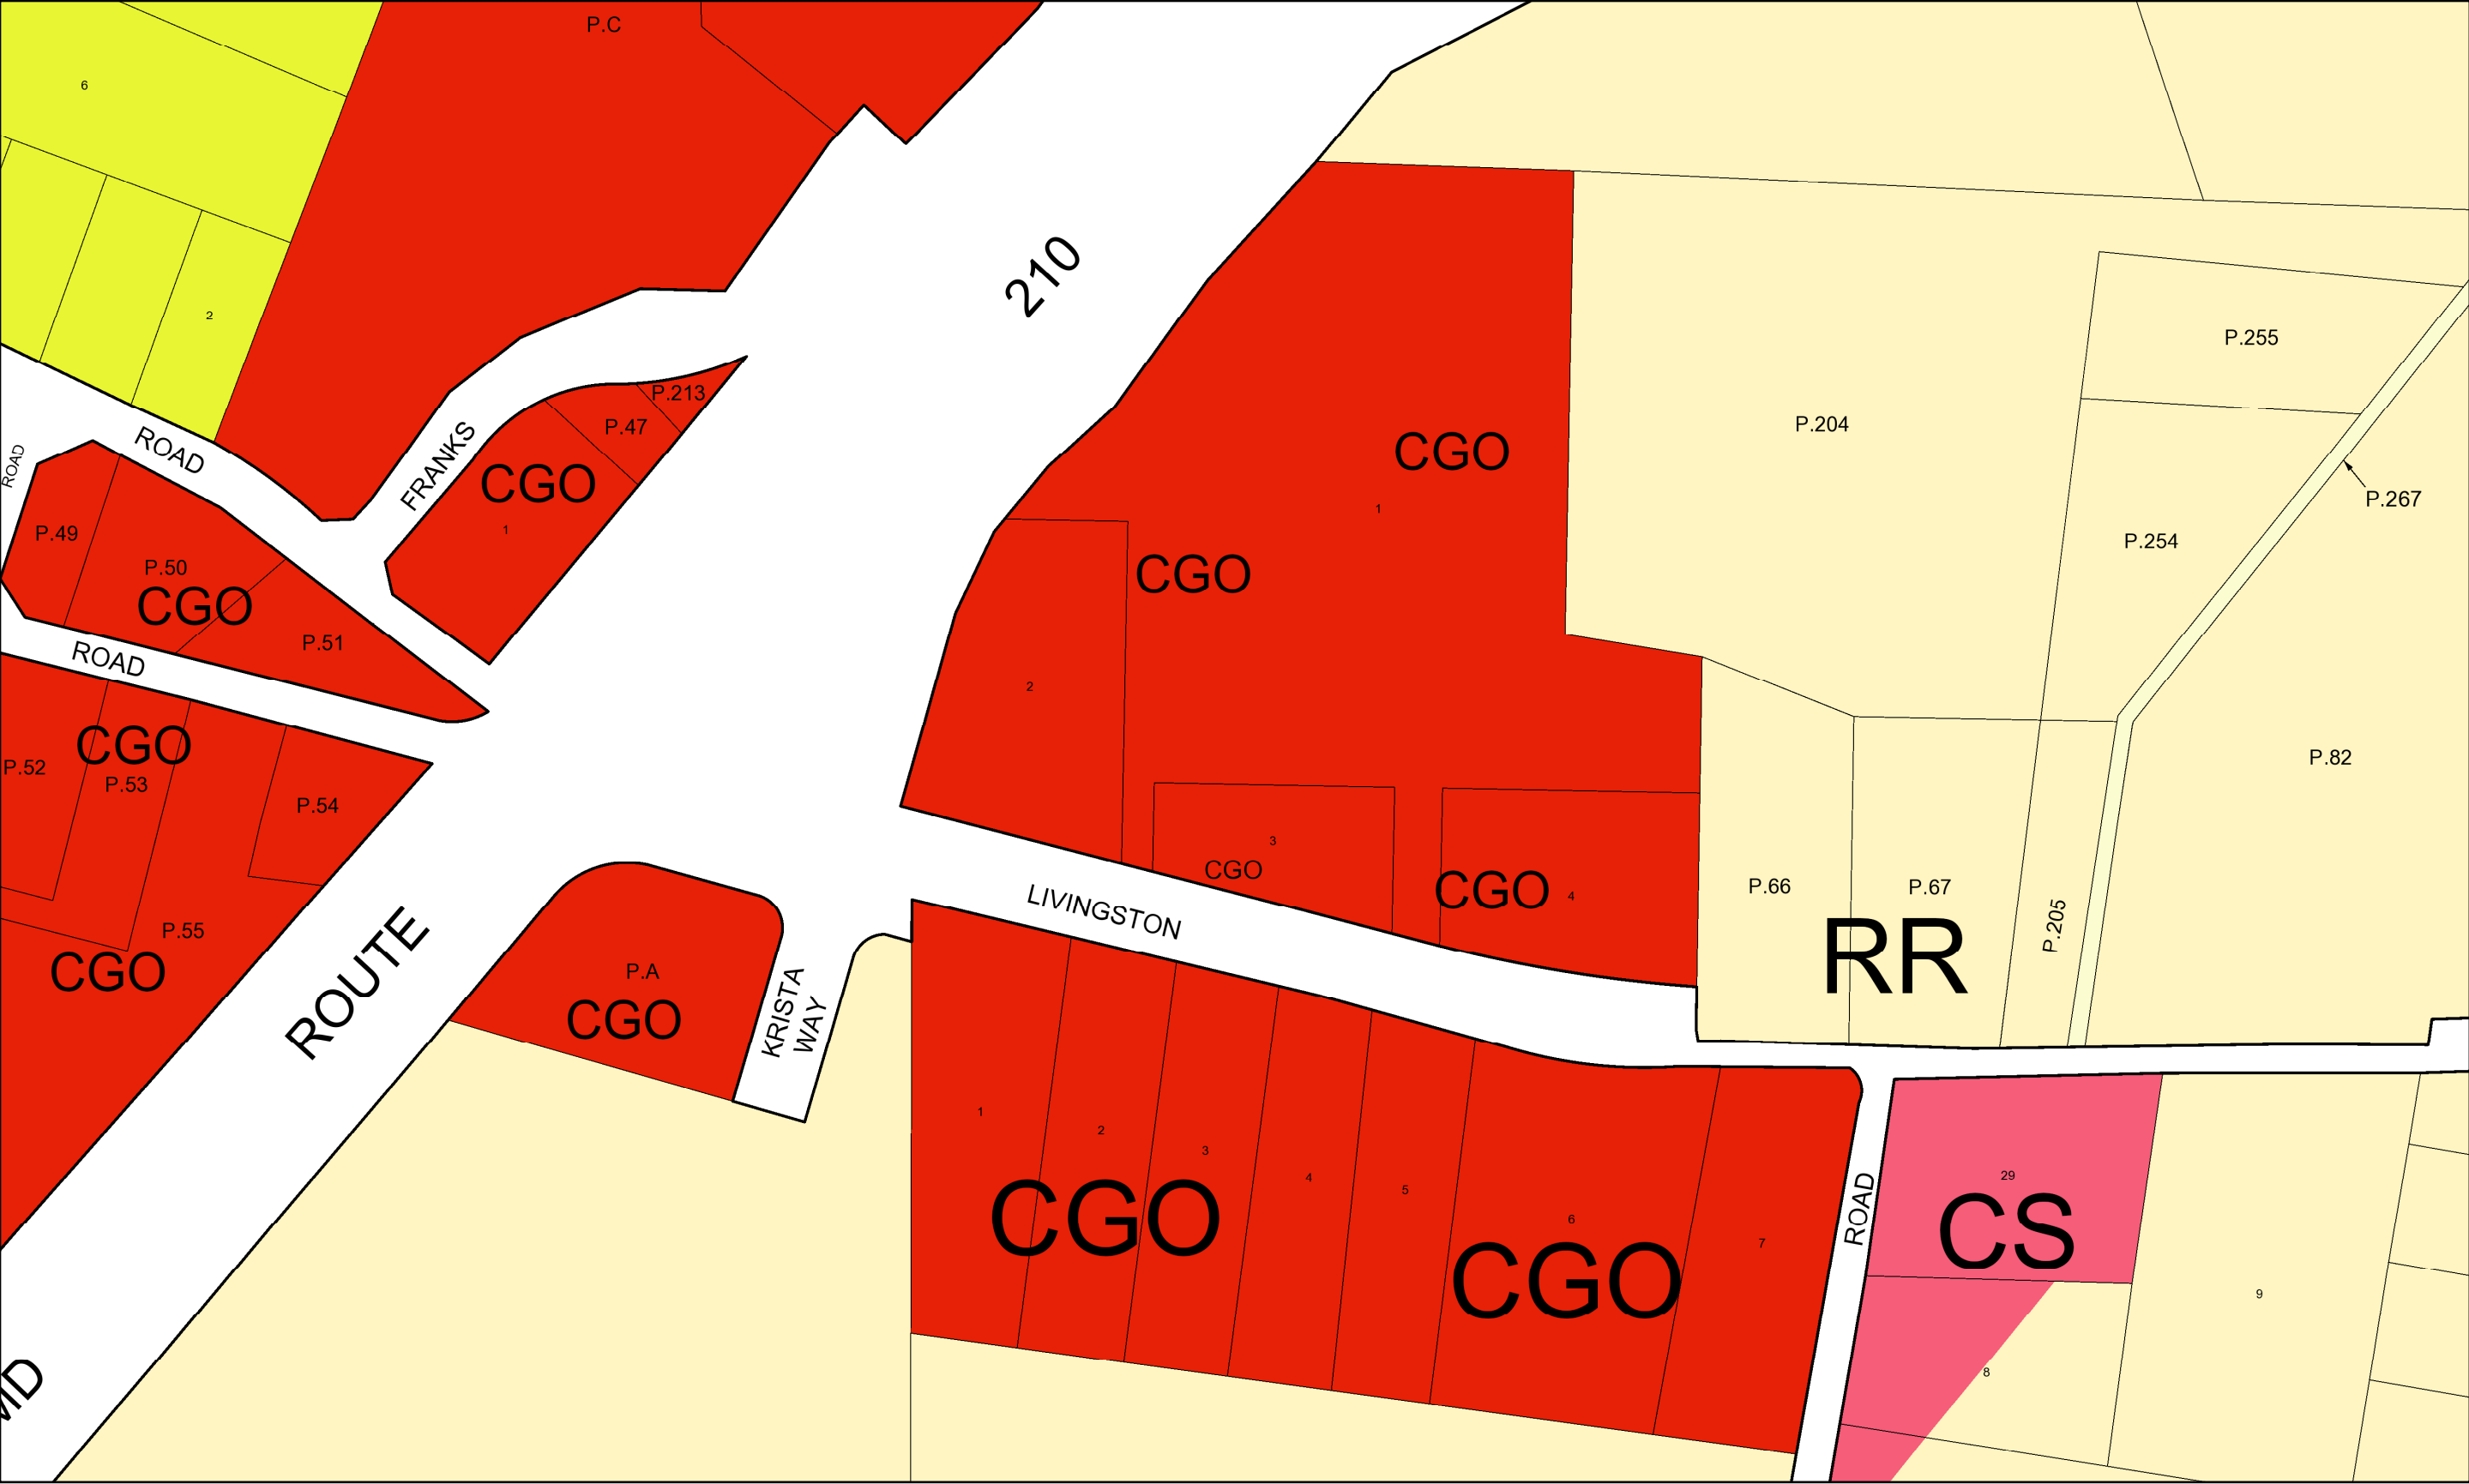 P.C
6
210
2
P.255
P.213
P.204
P.47
ROAD
CGO
FRANKS
ROAD
CGO
P.267
1
1
P.49
P.254
P.50
CGO
CGO
P.51
ROAD
2
CGO
P.52
P.53
P.82
P.54
3
CGO
CGO
4
P.66
P.67
LIVINGSTON
P.55
P.205
CGO
ROUTE
RR
P.A
CGO
KRISTA
WAY
1
2
3
4
5
29
ROAD
CGO
6
CS
7
CGO
9
8
MD